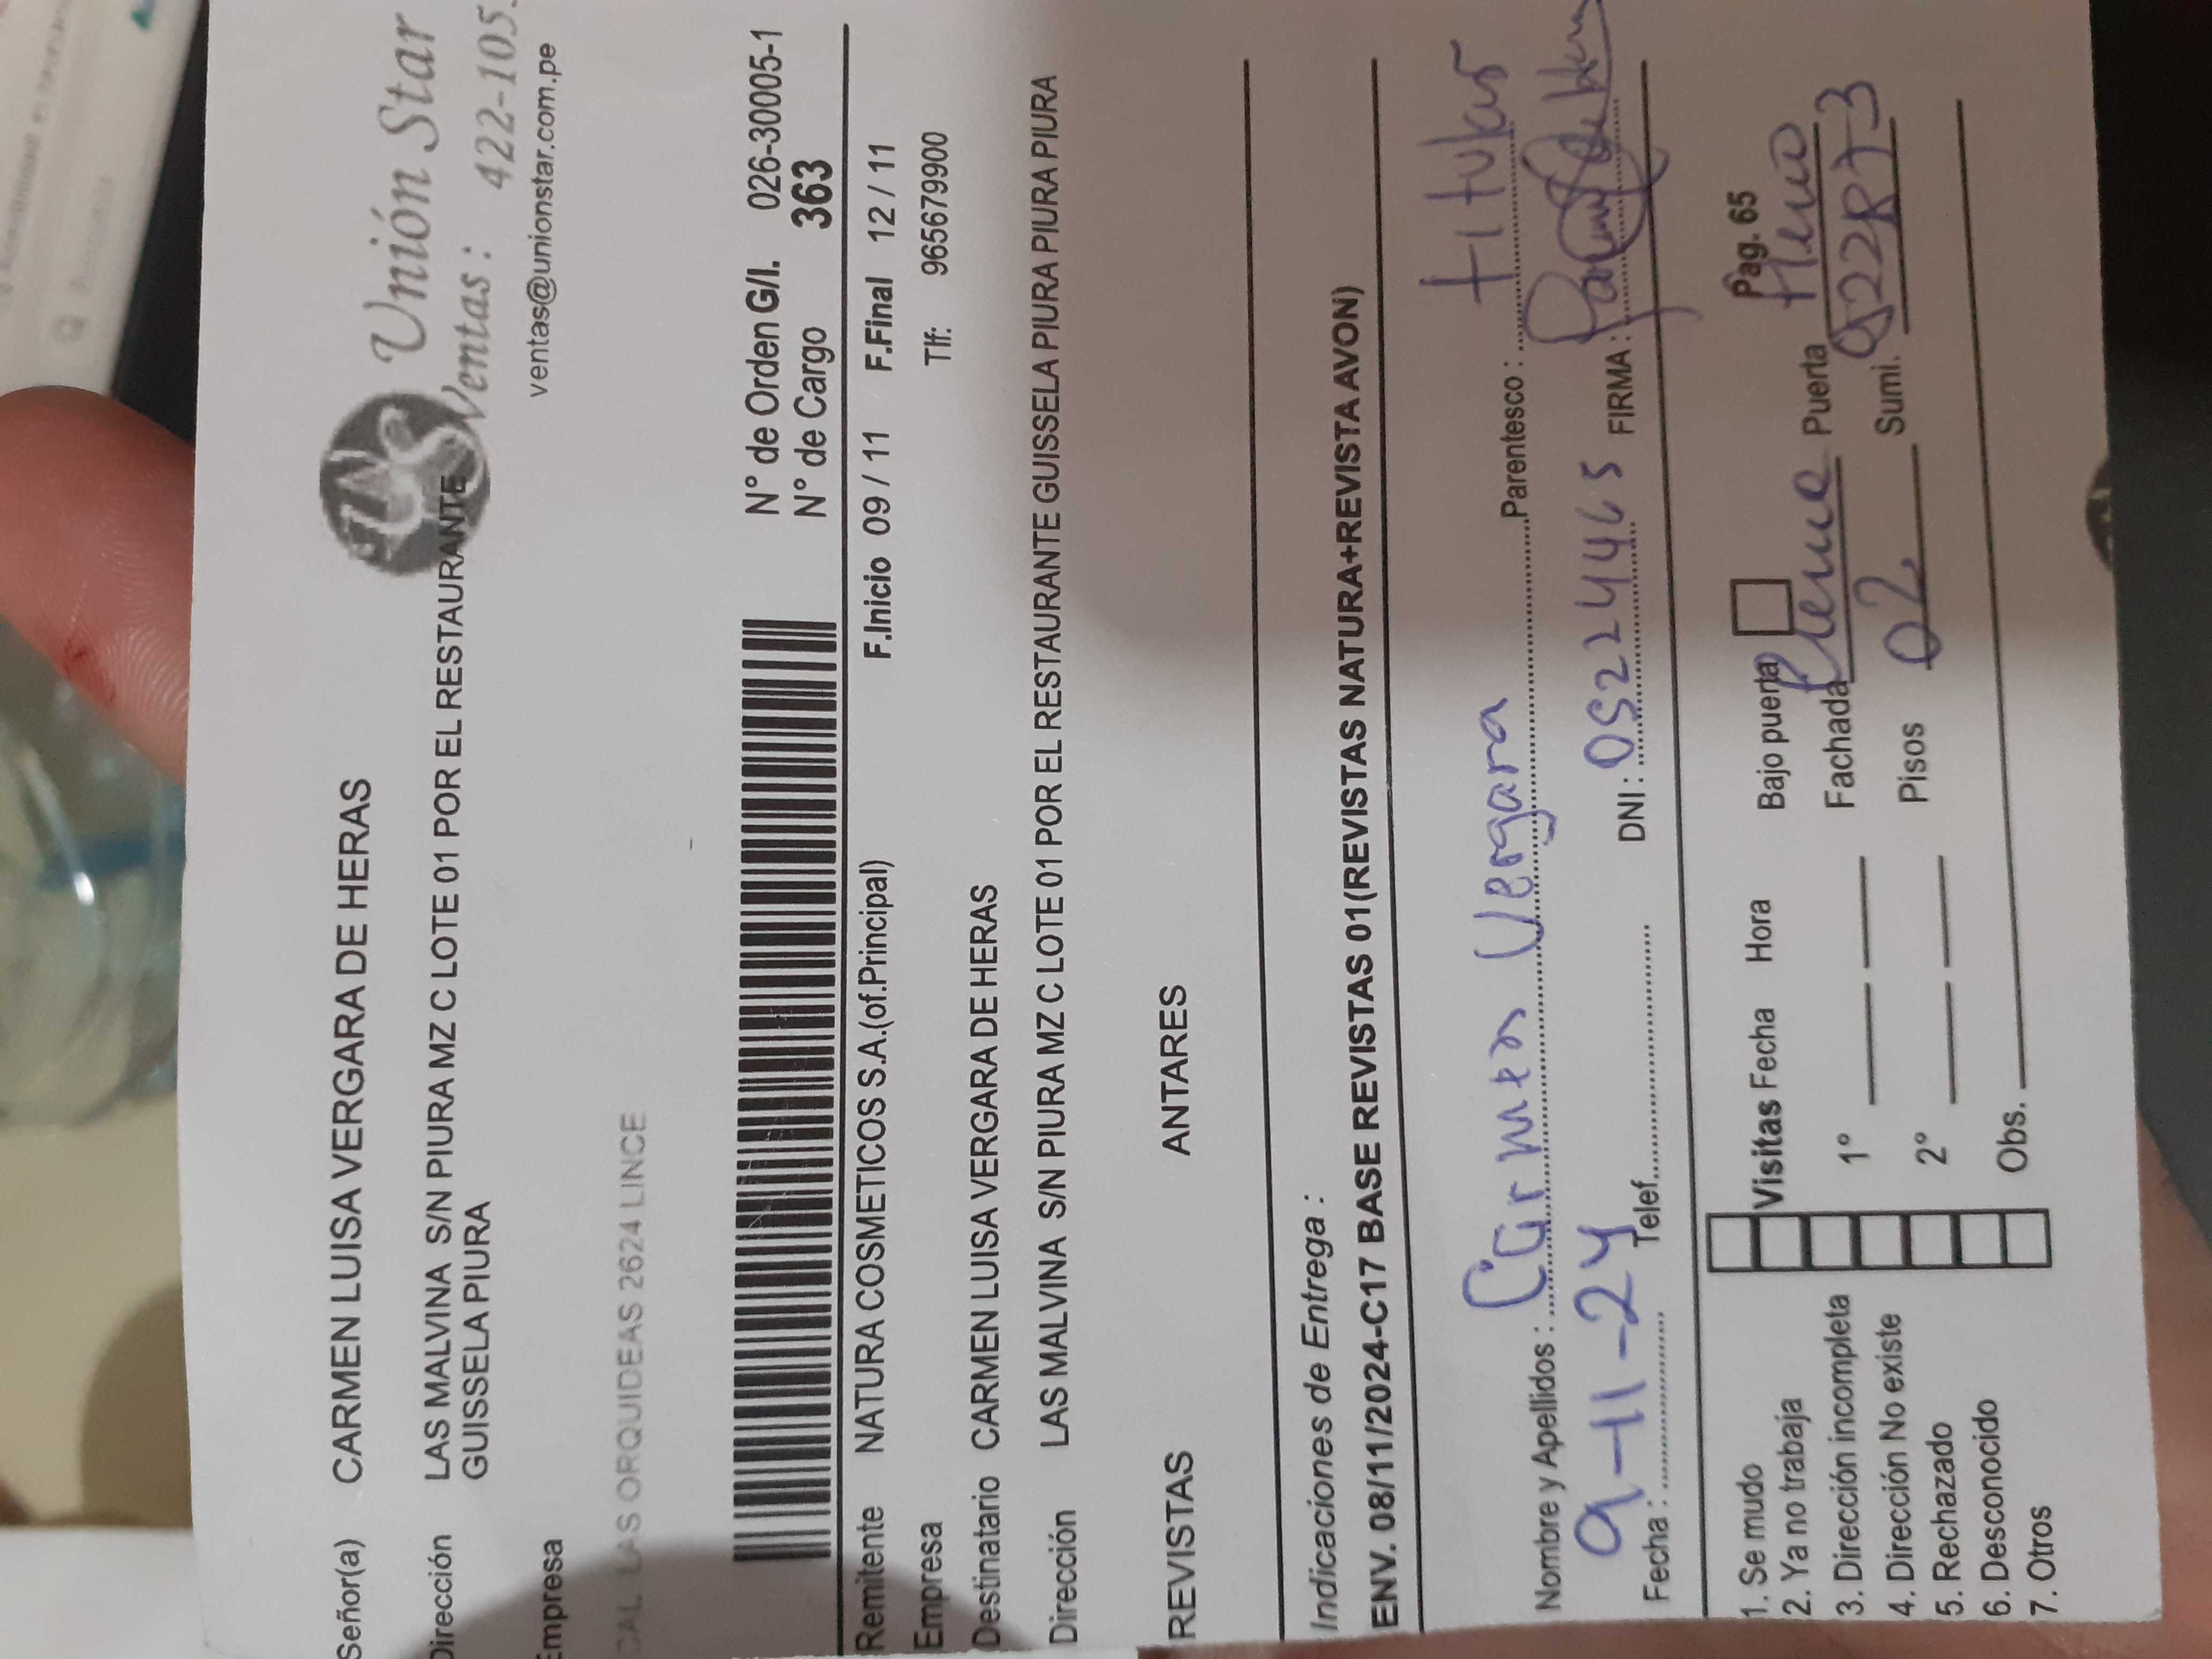 Unión Star
Ventas: 422-105
ventas@unionstar.com.pe
Señor(a) CARMEN LUISA VERGARA DE HERAS
Dirección LAS MALVINA S/N PIURA MZ C LOTE 01 POR EL RESTAURANTE
GUISSELA PIURA
Empresa
CAL. LAS ORQUIDEAS 2624 LINCE
N° de Orden G/I. 026-30005-1
N° de Cargo 363
Remitente NATURA COSMETICOS S.A.(of.Principal) F.Inicio 09 / 11 F.Final 12 / 11
Empresa Tlf: 965679900
Destinatario CARMEN LUISA VERGARA DE HERAS
Dirección LAS MALVINA S/N PIURA MZ C LOTE 01 POR EL RESTAURANTE GUISSELA PIURA PIURA PIURA
REVISTAS ANTARES
Indicaciones de Entrega :
ENV. 08/11/2024-C17 BASE REVISTAS 01(REVISTAS NATURA+REVISTA AVON)
Nombre y Apellidos : Carmen Vergara Parentesco : titular
Fecha : 9-11-24 Telef. DNI : 05224465 FIRMA :
Pag. 65
1. Se mudo
2. Ya no trabaja Visitas Fecha Hora Bajo puerta
3. Dirección incompleta 1° Fachada Puerta
4. Dirección No existe
5. Rechazado 2° Pisos 02 Sumi.
6. Desconocido
7. Otros Obs.